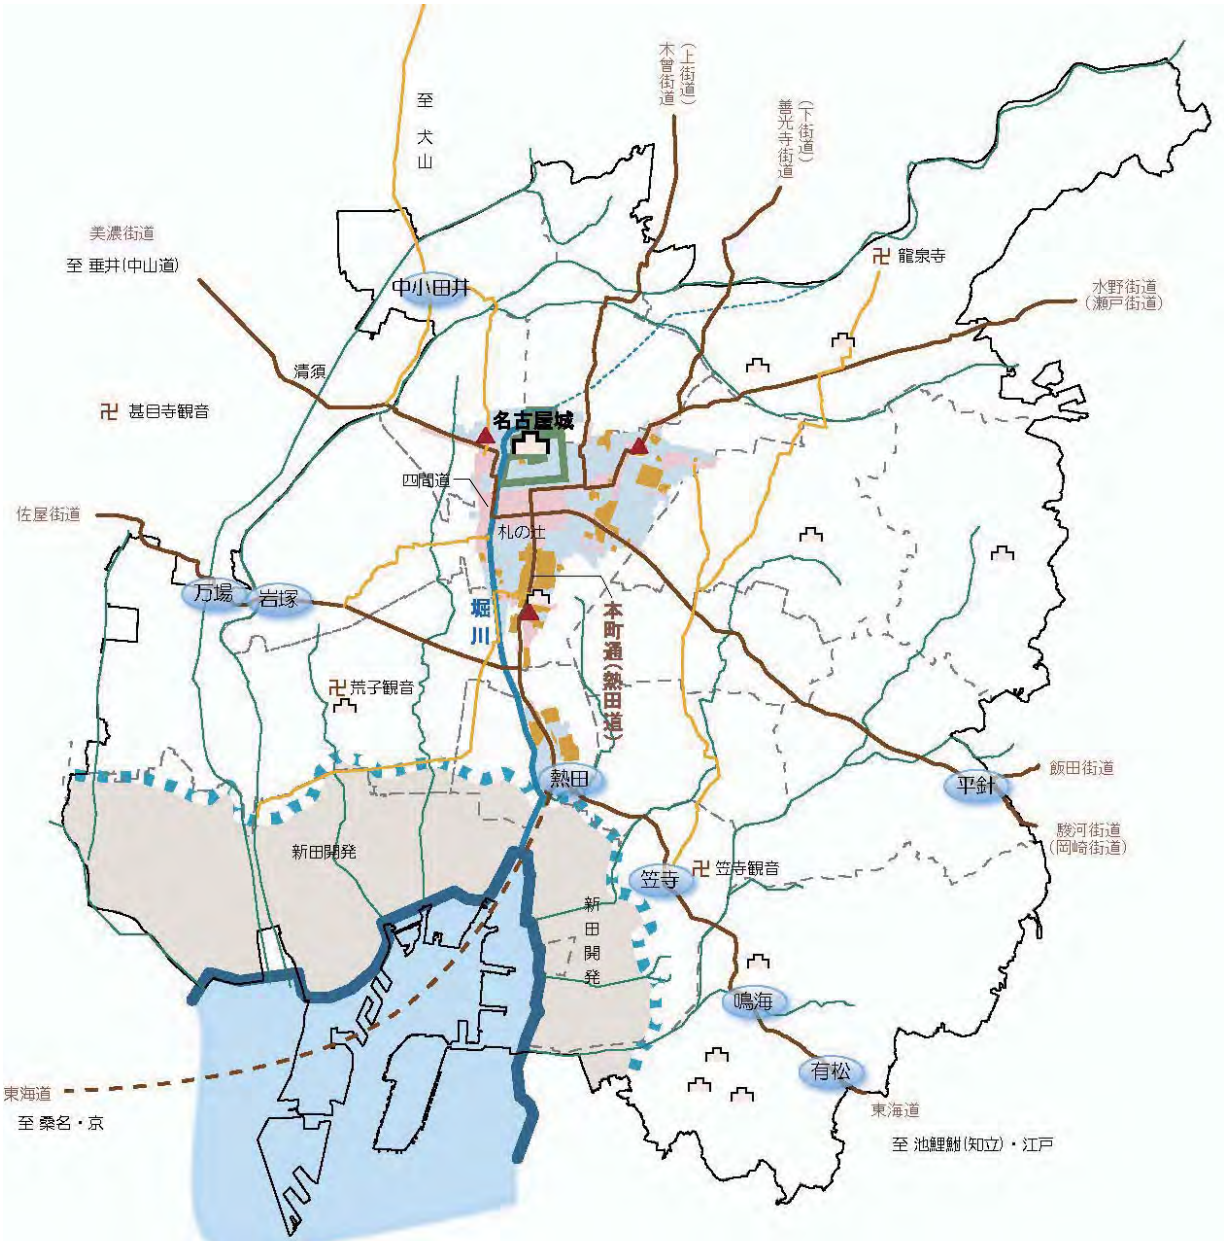 木曾街道
(上街道)
善光寺街道
(下街道)
至 犬山
美濃街道
至 垂井(中山道)
中小田井
卍 龍泉寺
水野街道
(瀬戸街道)
清須
卍 甚目寺観音
名古屋城
四間道
佐屋街道
札の辻
万場
岩塚
堀川
本町通(熱田道)
卍 荒子観音
熱田
平針
飯田街道
駿河街道
(岡崎街道)
新田開発
笠寺
卍 笠寺観音
新田開発
鳴海
有松
東海道
至 桑名・京
東海道
至 池鯉鮒(知立)・江戸